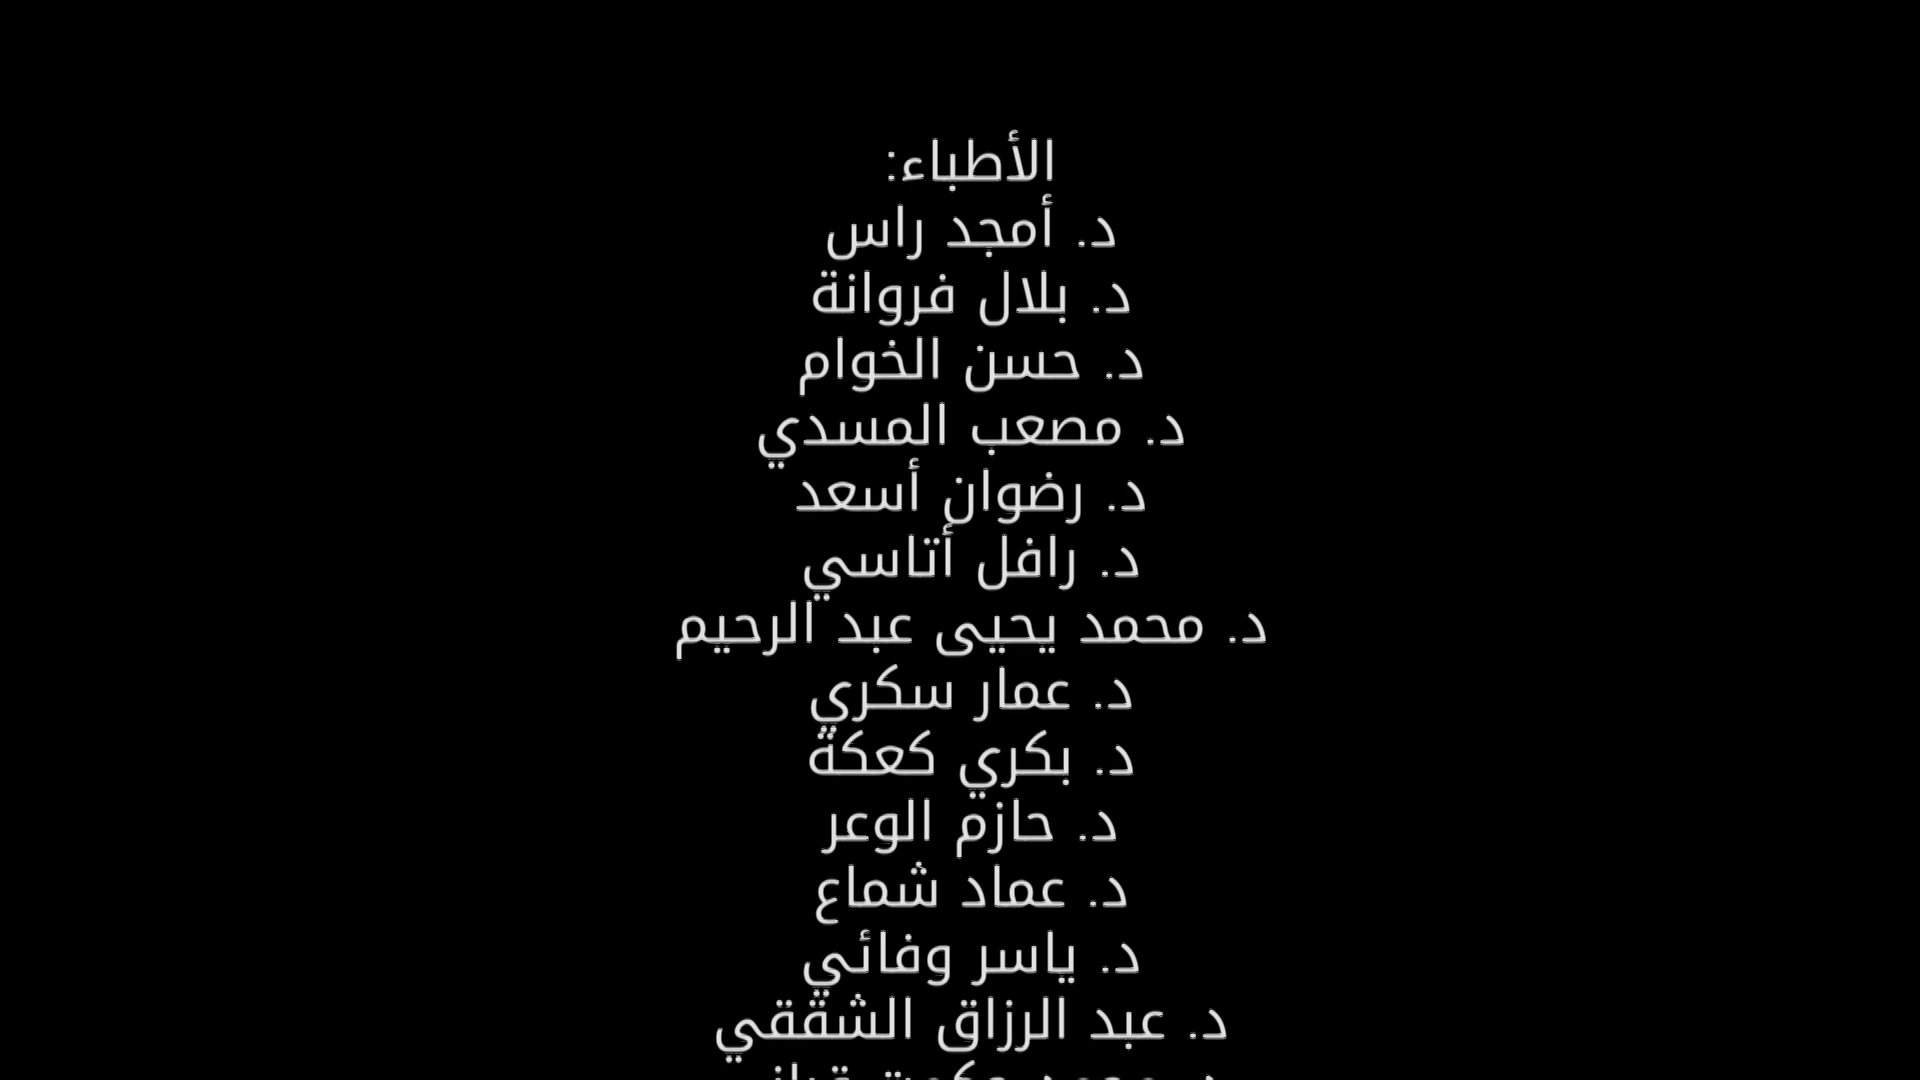 الأطباء:
د. أمجد راس
د. بلال فروانة
د. حسن الخوام
د. مصعب المسدي
د. رضوان أسعد
د. رافل أتاسي
د. محمد يحيى عبد الرحيم
د. عمار سكري
د. بكري كعكة
د. حازم الوعر
د. عماد شماع
د. ياسر وفائي
د. عبد الرزاق الشققي